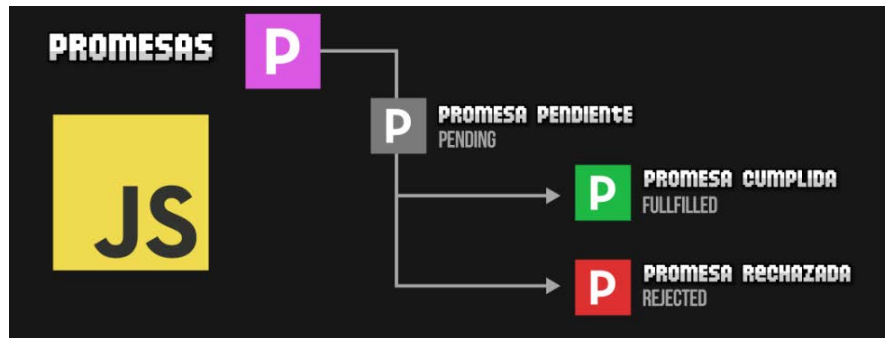 PROMESAS P
P PROMESA PENDIENTE
PENDING
JS
P PROMESA CUMPLIDA
FULLFILLED
P PROMESA RECHAZADA
REJECTED